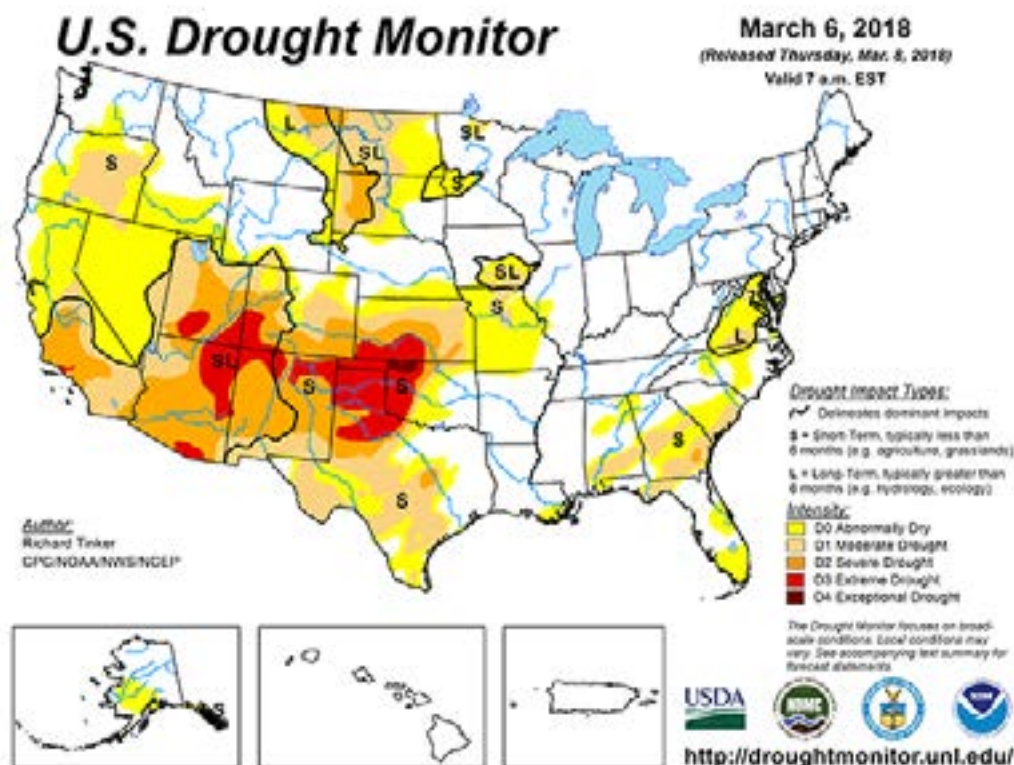 U.S. Drought Monitor
March 6, 2018
(Released Thursday, Mar. 8, 2018)
Valid 7 a.m. EST
L
SL
SL
S
S
SL
S
L
SL
S
S
S
S
Drought Impact Types:
Delineates dominant impacts
S = Short-Term, typically less than
6 months (e.g. agriculture, grasslands)
L = Long-Term, typically greater than
6 months (e.g. hydrology, ecology)
Intensity:
D0 Abnormally Dry
D1 Moderate Drought
D2 Severe Drought
D3 Extreme Drought
D4 Exceptional Drought
Author:
Richard Tinker
CPC/NOAA/NWS/NCEP
The Drought Monitor focuses on broad-
scale conditions. Local conditions may
vary. See accompanying text summary for
forecast statements.
S
USDA
NDMC
http://droughtmonitor.unl.edu/